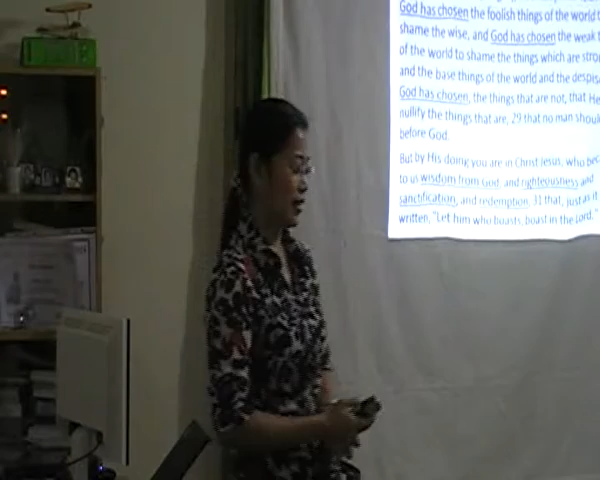 God has chosen the foolish things of the world t
shame the wise, and God has chosen the weak t
of the world to shame the things which are stro
and the base things of the world and the despis
God has chosen, the things that are not, that He
nullify the things that are, 29 that no man shoul
before God.
But by His doing you are in Christ Jesus, who bec
to us wisdom from God, and righteousness and
sanctification, and redemption, 31 that, just as it
written, "Let him who boasts, boast in the Lord."